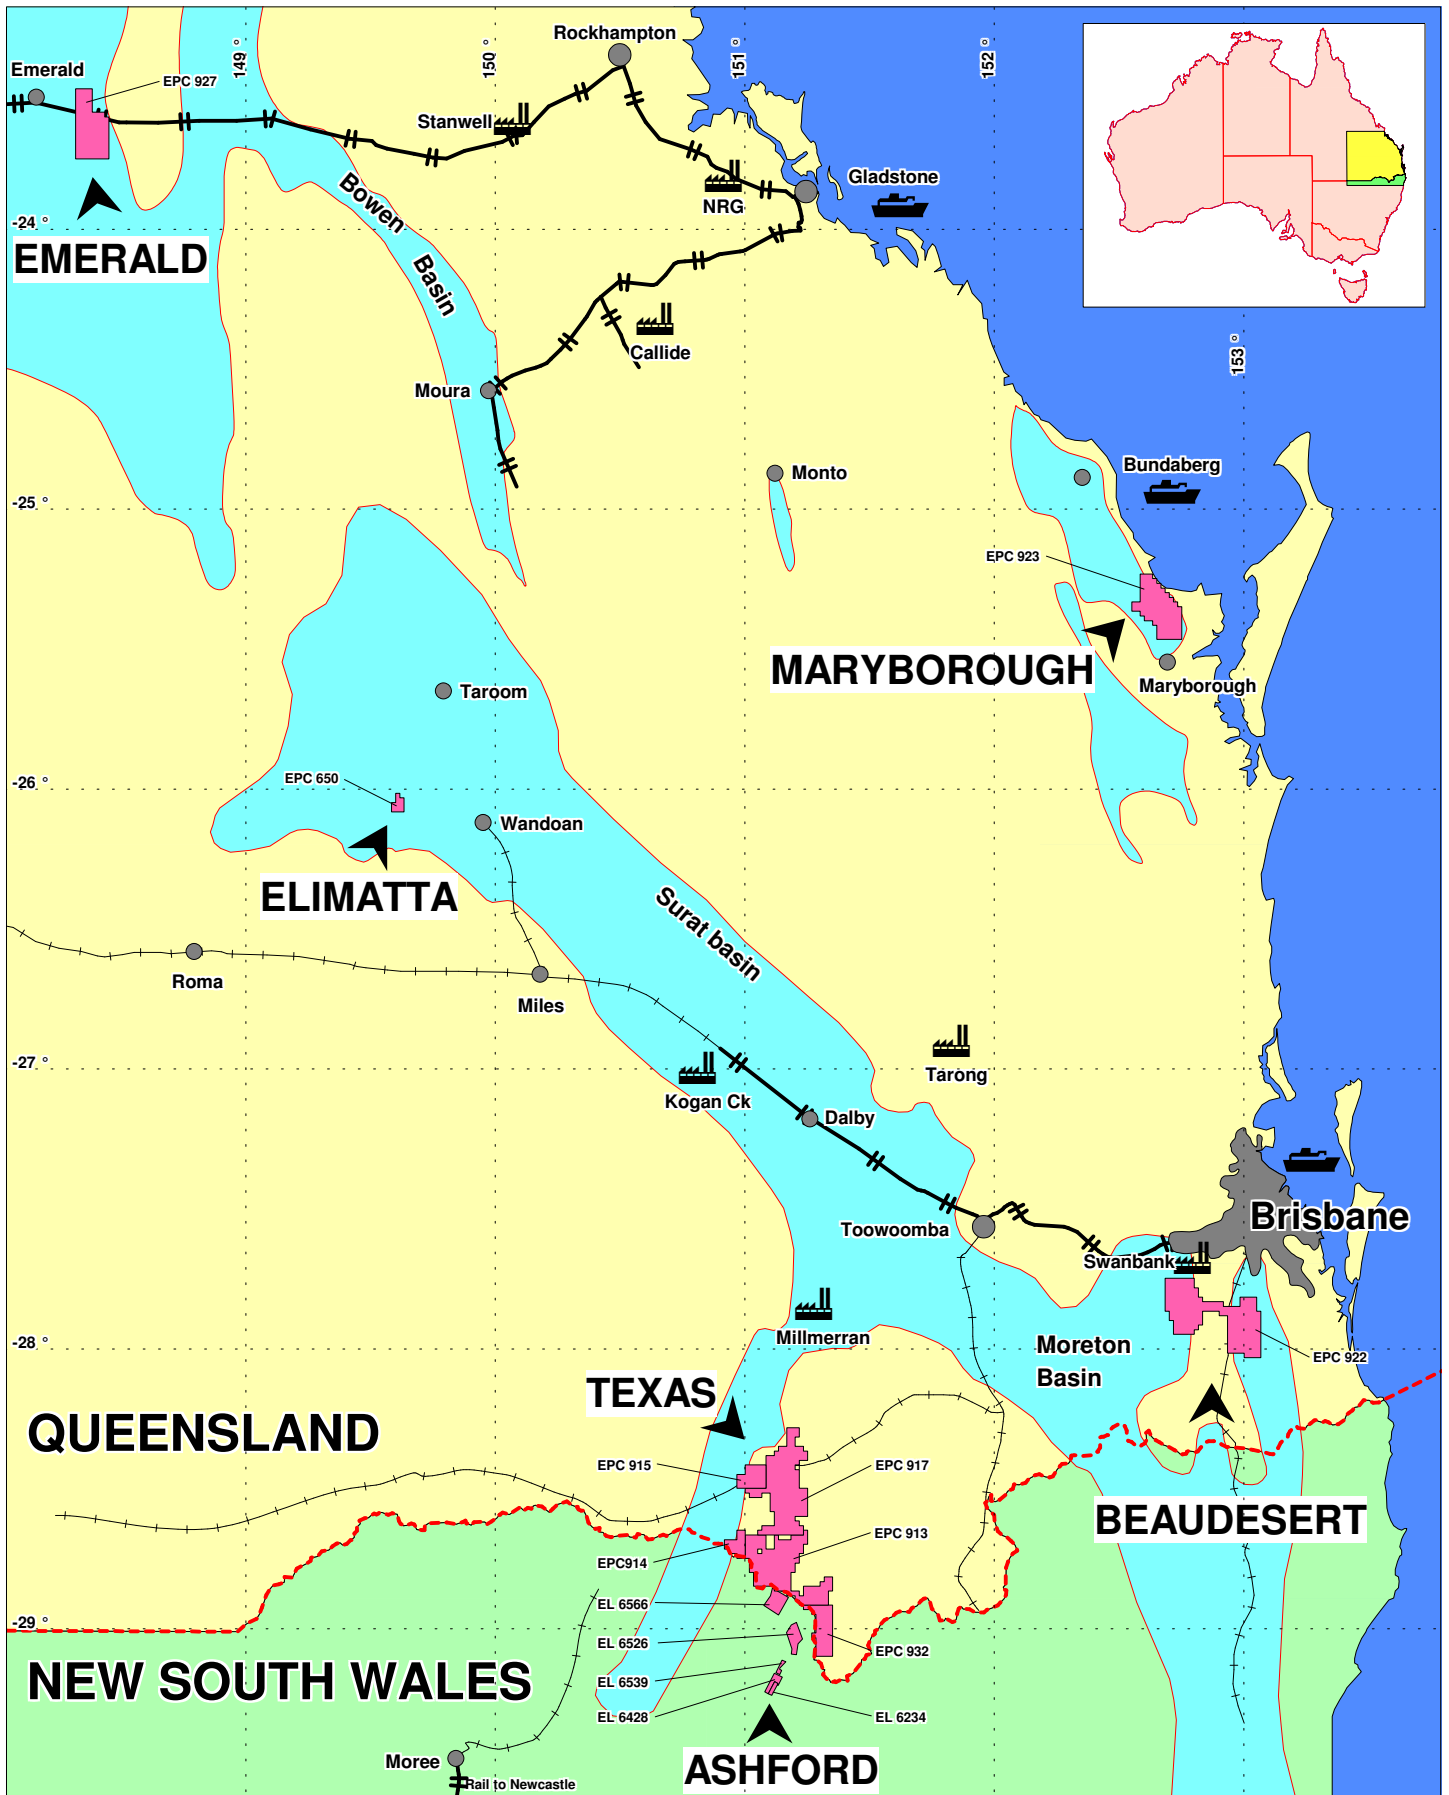 Rockhampton
149 °
150 °
151 °
152 °
Emerald
EPC 927
Stanwell
NRG
Gladstone
Bowen
Basin
-24 °
EMERALD
Callide
153 °
Moura
Monto
Bundaberg
-25 °
EPC 923
MARYBOROUGH
Maryborough
Taroom
-26 °
EPC 650
Wandoan
ELIMATTA
Surat basin
Roma
Miles
-27 °
Tarong
Kogan Ck
Dalby
Toowoomba
Brisbane
Swanbank
Millmerran
-28 °
Moreton
Basin
EPC 922
TEXAS
QUEENSLAND
EPC 915
EPC 917
BEAUDESERT
EPC 913
EPC914
EL 6566
-29 °
EL 6526
EPC 932
NEW SOUTH WALES
EL 6539
EL 6428
EL 6234
Moree
ASHFORD
Rail to Newcastle